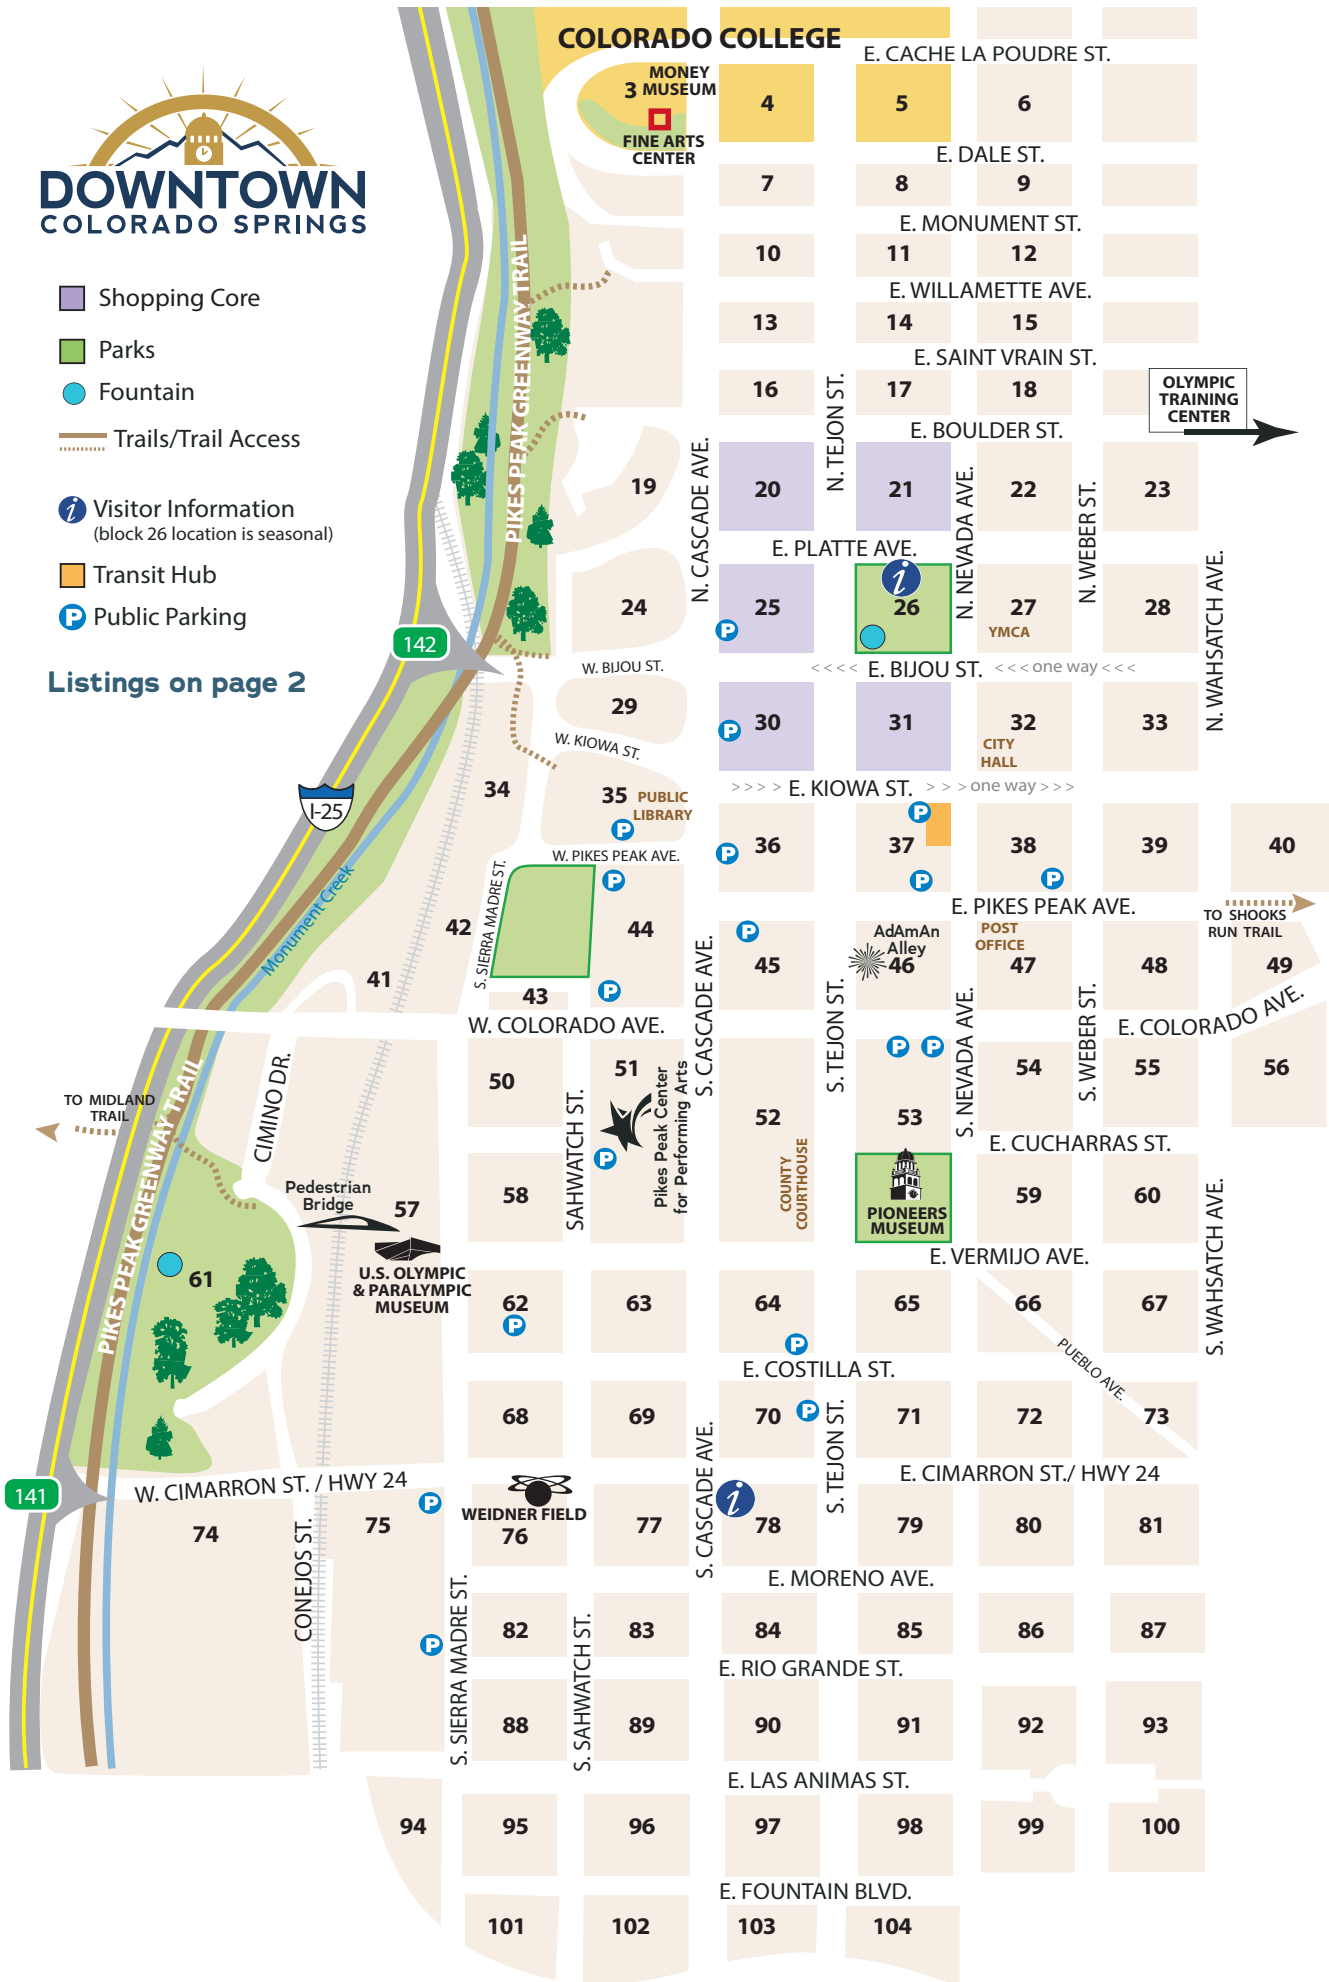 COLORADO COLLEGE
E. CACHE LA POUDRE ST.
3
MONEY
MUSEUM
FINE ARTS
CENTER
4
5
6
DOWNTOWN
COLORADO SPRINGS
E. DALE ST.
7
8
9
E. MONUMENT ST.
10
11
12
E. WILLAMETTE AVE.
13
14
15
E. SAINT VRAIN ST.
16
17
18
OLYMPIC
TRAINING
CENTER
E. BOULDER ST.
Shopping Core
Parks
Fountain
Trails/Trail Access
i Visitor Information
(block 26 location is seasonal)
Transit Hub
P Public Parking
Listings on page 2
PIKES PEAK GREENWAY TRAIL
PIKES PEAK GREENWAY TRAIL
N. CASCADE AVE.
N. TEJON ST.
N. NEVADA AVE.
N. WEBER ST.
N. WAHSATCH AVE.
19
20
21
22
23
E. PLATTE AVE.
24
25
P
i
26
27
YMCA
28
142
W. BIJOU ST.
<<<< E. BIJOU ST. <<< one way <<<
29
30
P
31
32
CITY
HALL
33
W. KIOWA ST.
>>>> E. KIOWA ST. >>> one way >>>
I-25
34
35
PUBLIC
LIBRARY
P
36
P
37
P
P
38
P
39
40
W. PIKES PEAK AVE.
E. PIKES PEAK AVE.
TO SHOOKS
RUN TRAIL
Monument Creek
S. SIERRA MADRE ST.
41
42
43
44
P
P
45
P
AdAmAn
Alley
46
POST
OFFICE
47
48
49
S. CASCADE AVE.
S. TEJON ST.
S. NEVADA AVE.
S. WEBER ST.
W. COLORADO AVE.
E. COLORADO AVE.
TO MIDLAND
TRAIL
PIKES PEAK GREENWAY TRAIL
CIMINO DR.
50
SAHWATCH ST.
51
Pikes Peak Center
for Performing Arts
P
52
COUNTY
COURTHOUSE
P
P
53
54
55
56
E. CUCHARRAS ST.
Pedestrian
Bridge
57
58
PIONEERS
MUSEUM
59
60
S. WAHSATCH AVE.
E. VERMIJO AVE.
U.S. OLYMPIC
& PARALYMPIC
MUSEUM
61
62
P
63
64
P
65
66
67
PUEBLO AVE.
E. COSTILLA ST.
68
69
70
P
71
72
73
S. CASCADE AVE.
S. TEJON ST.
141
W. CIMARRON ST. / HWY 24
E. CIMARRON ST./ HWY 24
74
CONEJOS ST.
75
P
WEIDNER FIELD
76
77
i
78
79
80
81
E. MORENO AVE.
P
S. SIERRA MADRE ST.
82
S. SAHWATCH ST.
83
84
85
86
87
E. RIO GRANDE ST.
88
89
90
91
92
93
E. LAS ANIMAS ST.
94
95
96
97
98
99
100
E. FOUNTAIN BLVD.
101
102
103
104